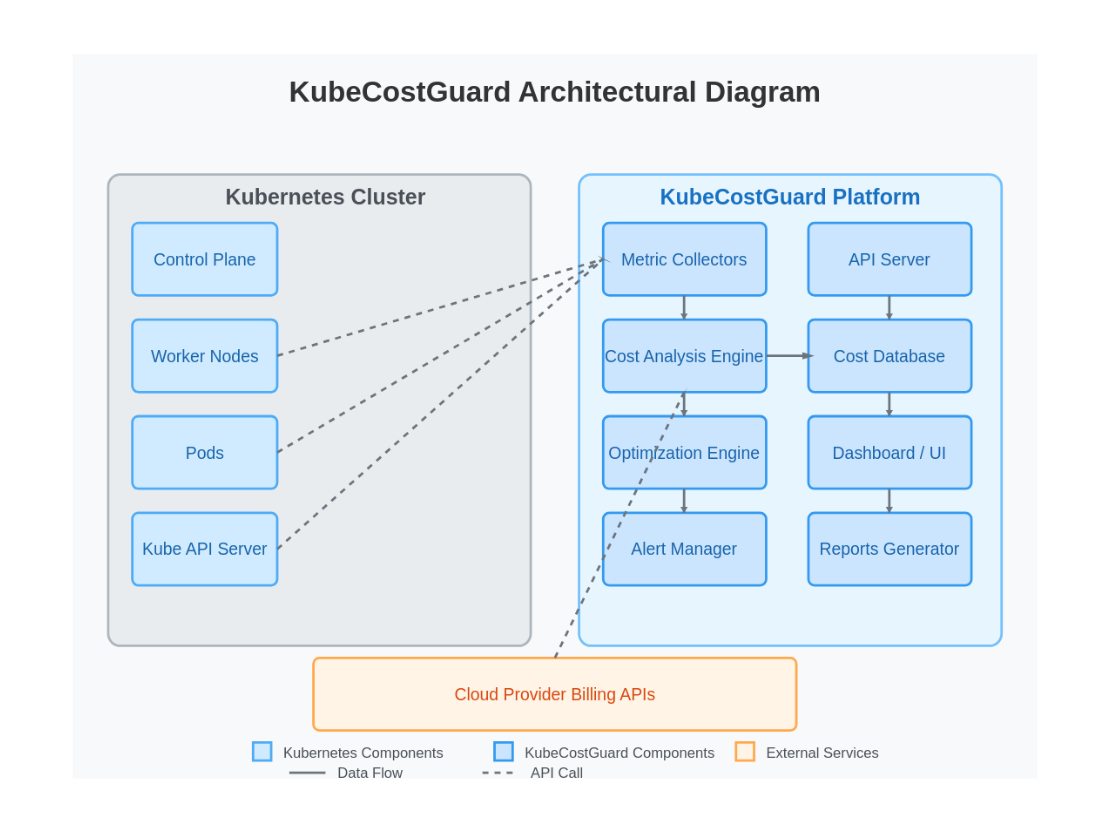 KubeCostGuard Architectural Diagram
Kubernetes Cluster
Control Plane
Worker Nodes
Pods
Kube API Server
KubeCostGuard Platform
Metric Collectors
API Server
Cost Analysis Engine
Cost Database
Optimization Engine
Dashboard / UI
Alert Manager
Reports Generator
Cloud Provider Billing APIs
Kubernetes Components
KubeCostGuard Components
External Services
Data Flow
API Call